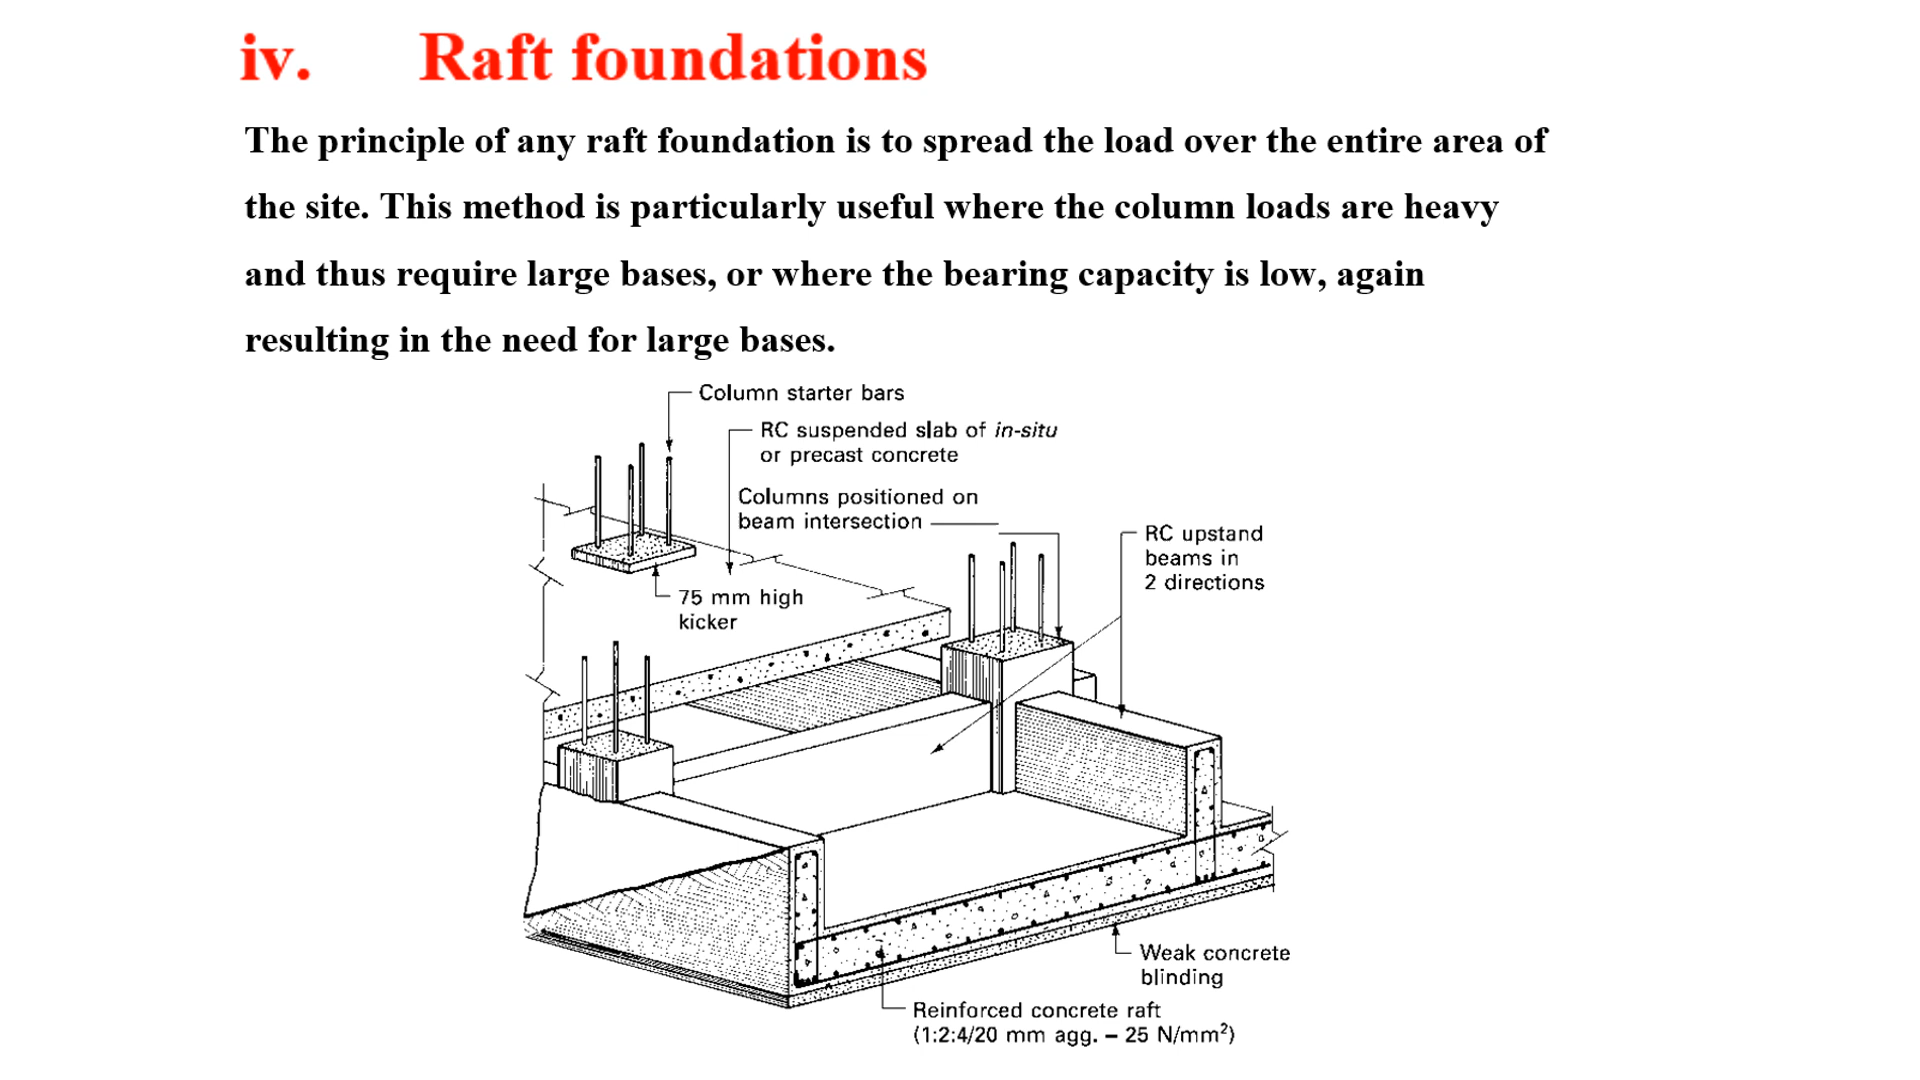 iv. Raft foundations
The principle of any raft foundation is to spread the load over the entire area of
the site. This method is particularly useful where the column loads are heavy
and thus require large bases, or where the bearing capacity is low, again
resulting in the need for large bases.
Column starter bars
RC suspended slab of in-situ
or precast concrete
Columns positioned on
beam intersection
RC upstand
beams in
2 directions
75 mm high
kicker
Weak concrete
blinding
Reinforced concrete raft
(1:2:4/20 mm agg. – 25 N/mm²)